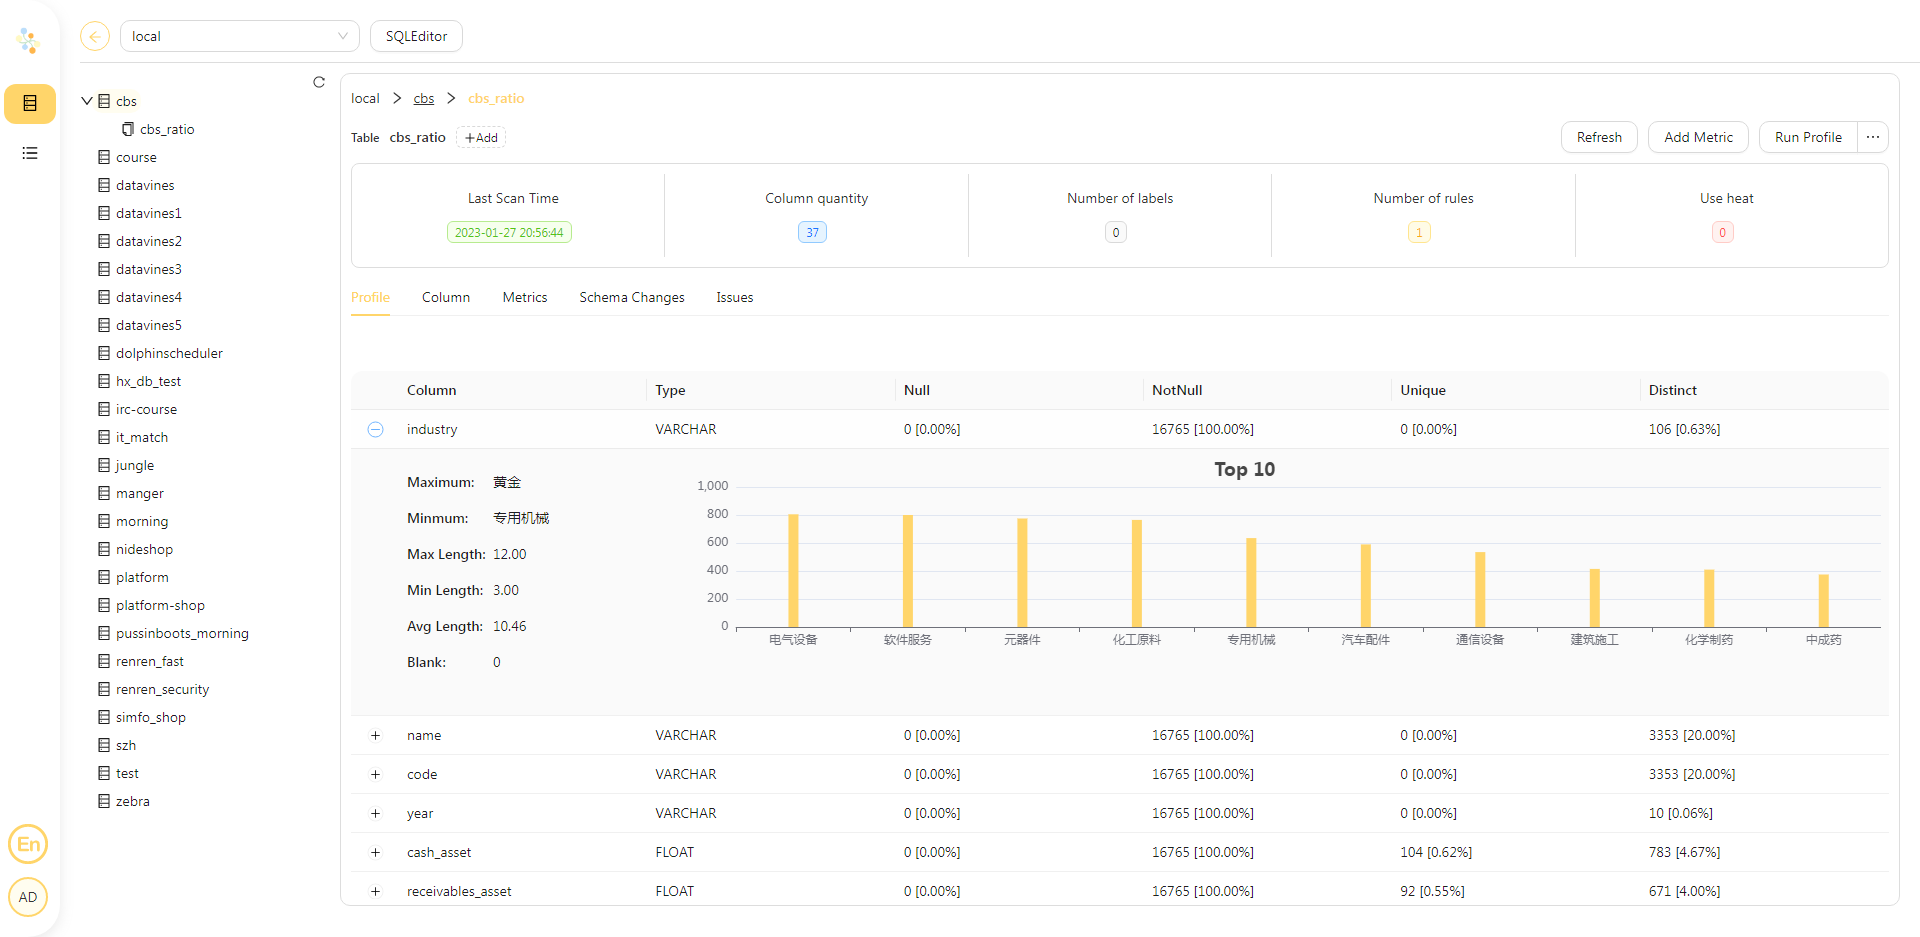 local
SQLEditor
cbs
cbs_ratio
course
datavines
datavines1
datavines2
datavines3
datavines4
datavines5
dolphinscheduler
hx_db_test
irc-course
it_match
jungle
manger
morning
nideshop
platform
platform-shop
pussinboots_morning
renren_fast
renren_security
simfo_shop
szh
test
zebra
En
AD
local > cbs > cbs_ratio
Table cbs_ratio +Add
Refresh Add Metric Run Profile ...
Last Scan Time Column quantity Number of labels Number of rules Use heat
2023-01-27 20:56:44 37 0 1 0
Profile Column Metrics Schema Changes Issues
Column Type Null NotNull Unique Distinct
industry VARCHAR 0 [0.00%] 16765 [100.00%] 0 [0.00%] 106 [0.63%]
Maximum: 黄金
Minmum: 专用机械
Max Length: 12.00
Min Length: 3.00
Avg Length: 10.46
Blank: 0
Top 10
1,000
800
600
400
200
0
电气设备 软件服务 元器件 化工原料 专用机械 汽车配件 通信设备 建筑施工 化学制药 中成药
+ name VARCHAR 0 [0.00%] 16765 [100.00%] 0 [0.00%] 3353 [20.00%]
+ code VARCHAR 0 [0.00%] 16765 [100.00%] 0 [0.00%] 3353 [20.00%]
+ year VARCHAR 0 [0.00%] 16765 [100.00%] 0 [0.00%] 10 [0.06%]
+ cash_asset FLOAT 0 [0.00%] 16765 [100.00%] 104 [0.62%] 783 [4.67%]
+ receivables_asset FLOAT 0 [0.00%] 16765 [100.00%] 92 [0.55%] 671 [4.00%]